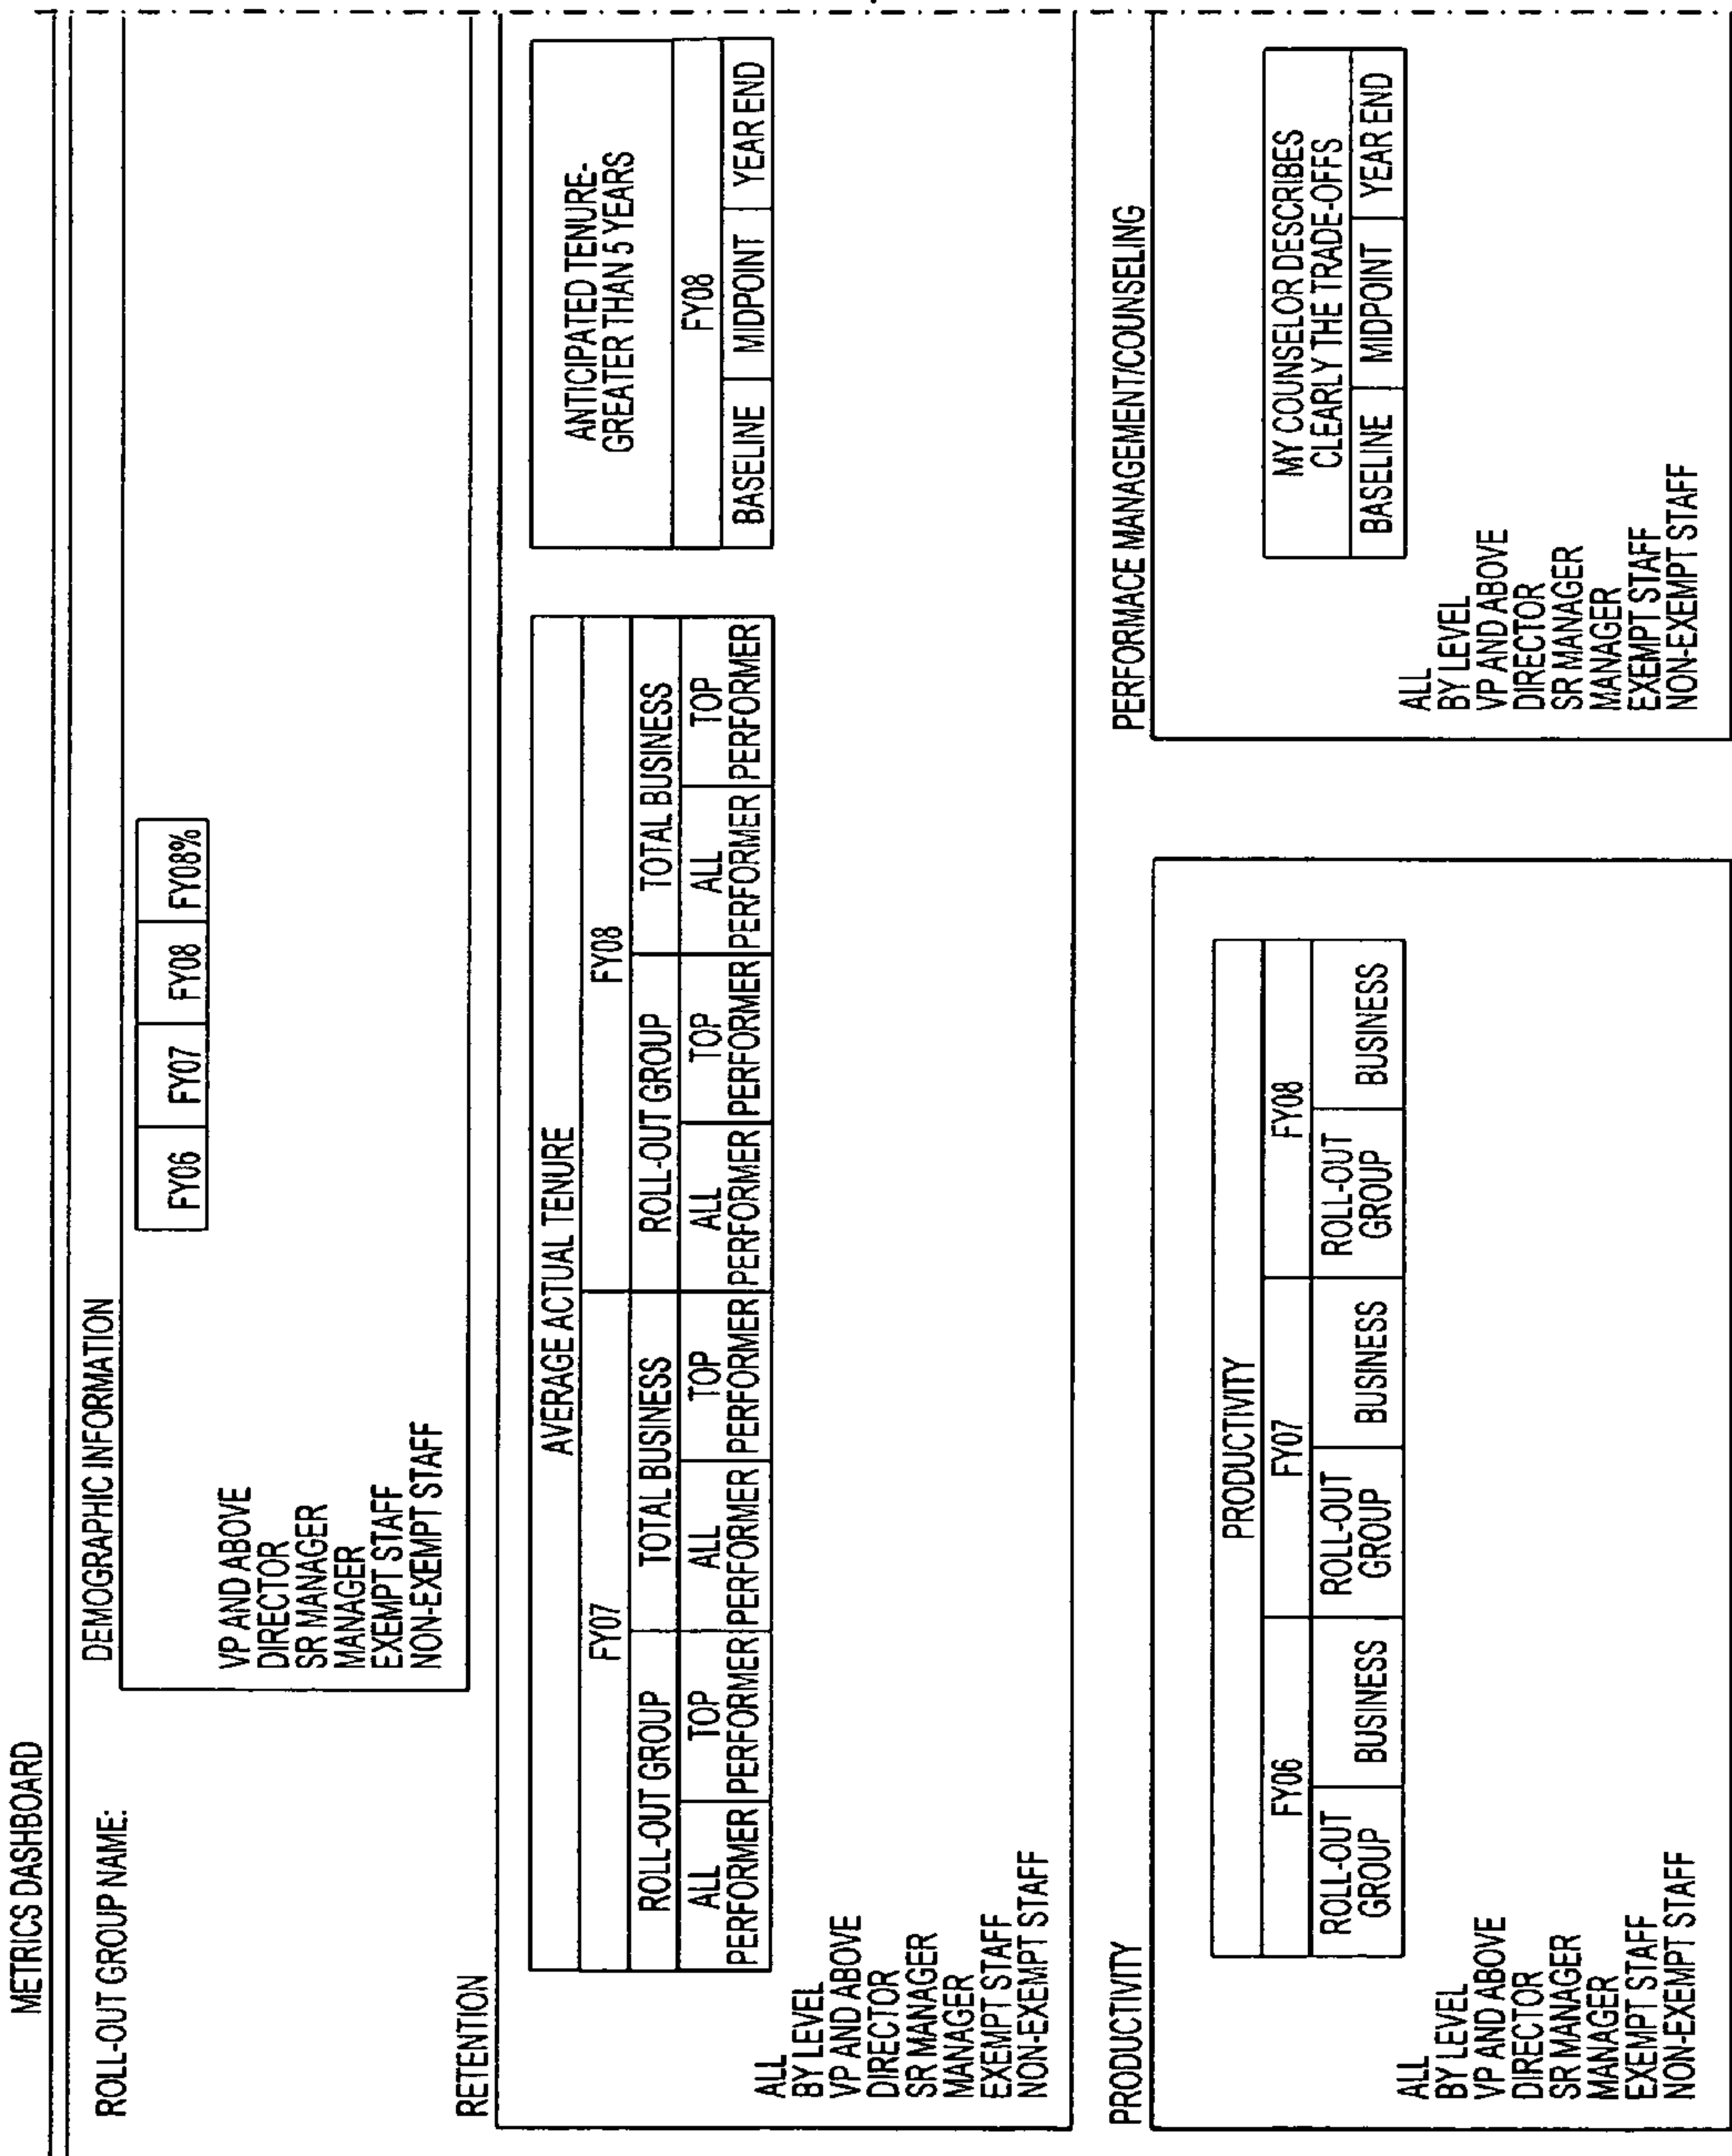 METRICS DASHBOARD
ROLL-OUT GROUP NAME:
DEMOGRAPHIC INFORMATION
FY06 FY07 FY08 FY08%
VP AND ABOVE
DIRECTOR
SR MANAGER
MANAGER
EXEMPT STAFF
NON-EXEMPT STAFF
RETENTION
AVERAGE ACTUAL TENURE
FY07 FY08
ROLL-OUT GROUP TOTAL BUSINESS ROLL-OUT GROUP TOTAL BUSINESS
ALL TOP ALL TOP ALL TOP ALL TOP
PERFORMER PERFORMER PERFORMER PERFORMER PERFORMER PERFORMER PERFORMER PERFORMER
ANTICIPATED TENURE-
GREATER THAN 5 YEARS
FY08
BASELINE MIDPOINT YEAR END
ALL
BY LEVEL
VP AND ABOVE
DIRECTOR
SR MANAGER
MANAGER
EXEMPT STAFF
NON-EXEMPT STAFF
PRODUCTIVITY
PRODUCTIVITY
FY06 FY07 FY08
ROLL-OUT BUSINESS ROLL-OUT BUSINESS ROLL-OUT BUSINESS
GROUP GROUP GROUP
ALL
BY LEVEL
VP AND ABOVE
DIRECTOR
SR MANAGER
MANAGER
EXEMPT STAFF
NON-EXEMPT STAFF
PERFORMACE MANAGEMENT/COUNSELING
MY COUNSELOR DESCRIBES
CLEARLY THE TRADE-OFFS
BASELINE MIDPOINT YEAR END
ALL
BY LEVEL
VP AND ABOVE
DIRECTOR
SR MANAGER
MANAGER
EXEMPT STAFF
NON-EXEMPT STAFF